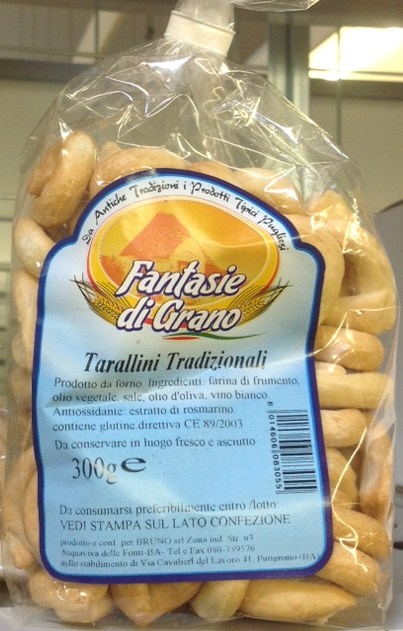 Da Antiche Tradizioni i Prodotti Tipici Pugliesi
Fantasie
di Grano
Tarallini Tradizionali
Prodotto da forno. Ingredienti: farina di frumento,
olio vegetale, sale, olio d'oliva, vino bianco.
Antiossidante: estratto di rosmarino.
contiene glutine direttiva CE 89/2003
Da conservare in luogo fresco e asciutto
300g e
Da consumarsi preferibilmente entro /lotto:
VEDI STAMPA SUL LATO CONFEZIONE
prodotto e conf. per BRUNO srl Zona ind. Str. n3
Acquaviva delle Fonti-BA- Tel e Fax 080-759576
nello stabilimento di Via Cavalieri del Lavoro 11, Putignano (BA)
8 014606 083055